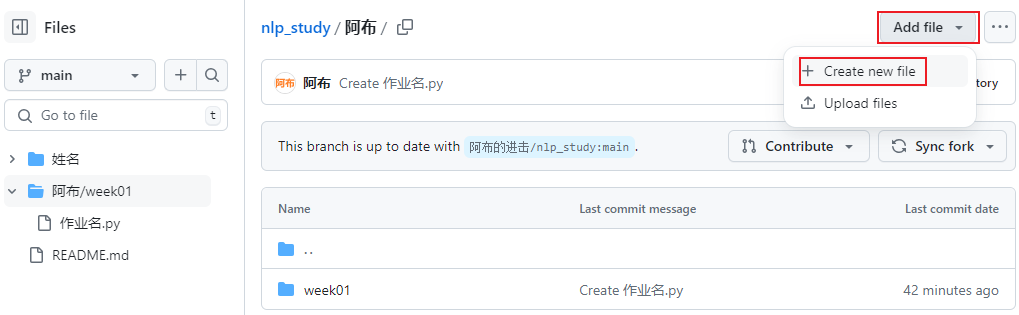 Files
main
Go to file
t
姓名
阿布/week01
作业名.py
README.md
nlp_study / 阿布 /
Add file
Create new file
Upload files
阿布 阿布 Create 作业名.py
tory
This branch is up to date with 阿布的进击/nlp_study:main .
Contribute
Sync fork
Name Last commit message Last commit date
..
week01 Create 作业名.py 42 minutes ago